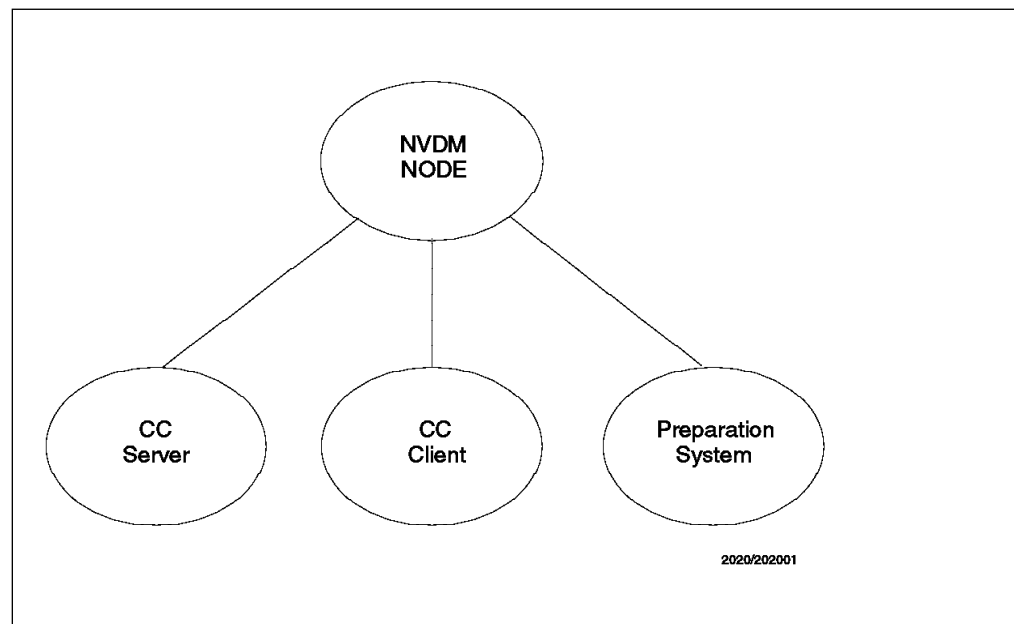 NVDM
NODE
CC
Server
CC
Client
Preparation
System
2020/202001